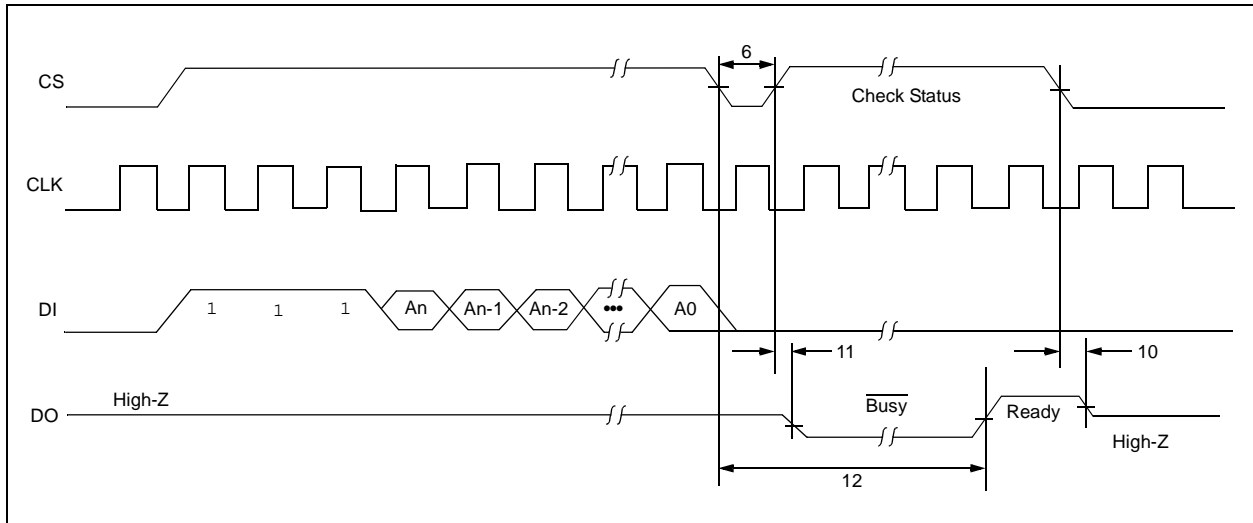 6
CS
Check Status
CLK
DI
1 1 1 An An-1 An-2 ••• A0
11
10
DO
High-Z
Busy
Ready
High-Z
12